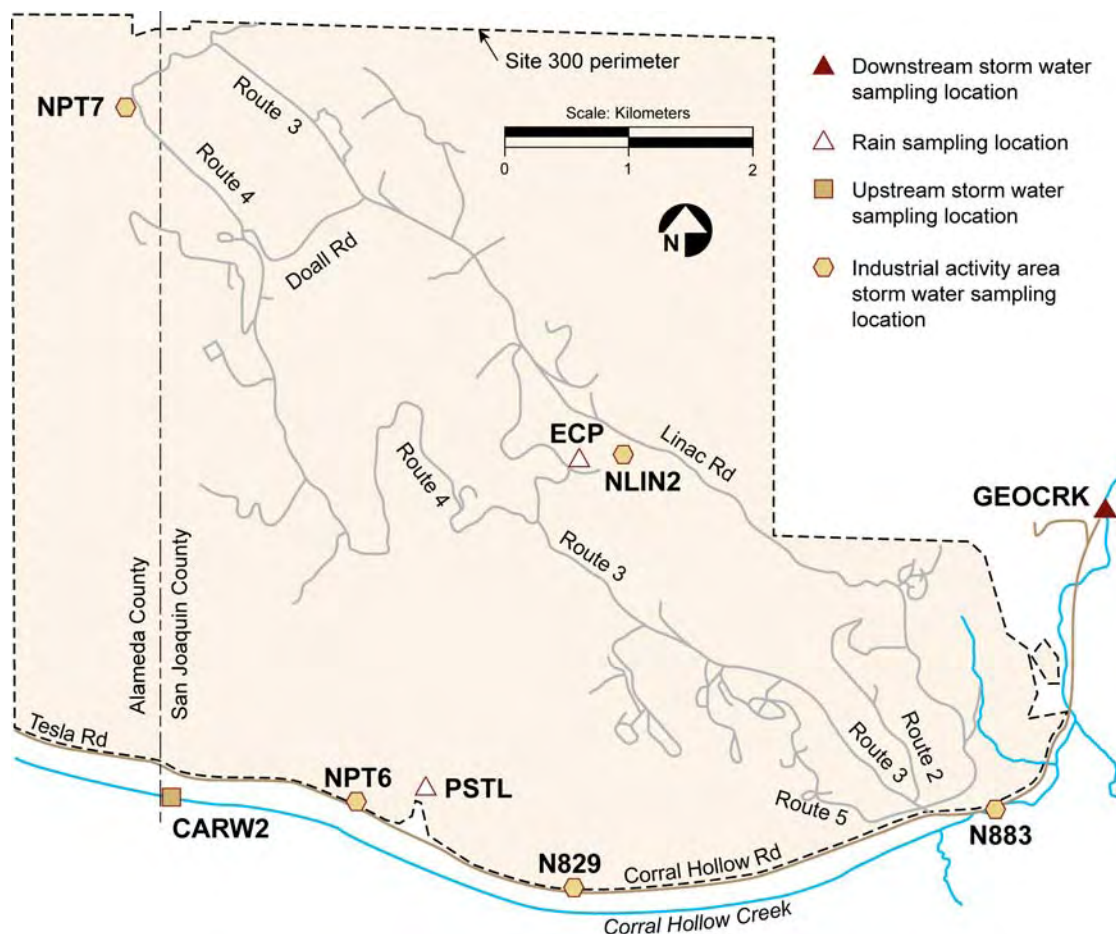 Site 300 perimeter
NPT7
Route 3
Route 4
Doall Rd
Scale: Kilometers
0 1 2
N
Downstream storm water
sampling location
Rain sampling location
Upstream storm water
sampling location
Industrial activity area
storm water sampling
location
ECP
NLIN2
Linac Rd
Route 4
Route 3
GEOCRK
Alameda County
San Joaquin County
Tesla Rd
CARW2
NPT6
PSTL
N829
Corral Hollow Rd
Corral Hollow Creek
Route 5
Route 3
Route 2
N883